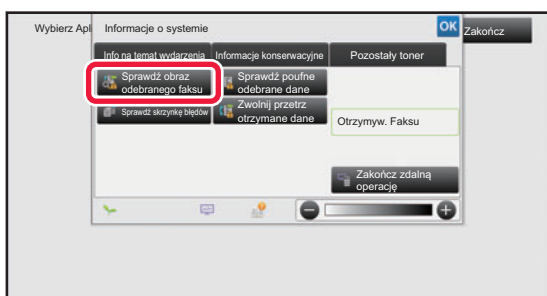 Wybierz Apl
Informacje o systemie
OK
Zakończ
Info na temat wydarzenia
Informacje konserwacyjne
Pozostały toner
Sprawdź obraz
odebranego faksu
Sprawdź poufne
odebrane dane
Sprawdź skrzynkę błędów
Zwolnij przetrz
otrzymane dane
Otrzymyw. Faksu
Zakończ zdalną
operację